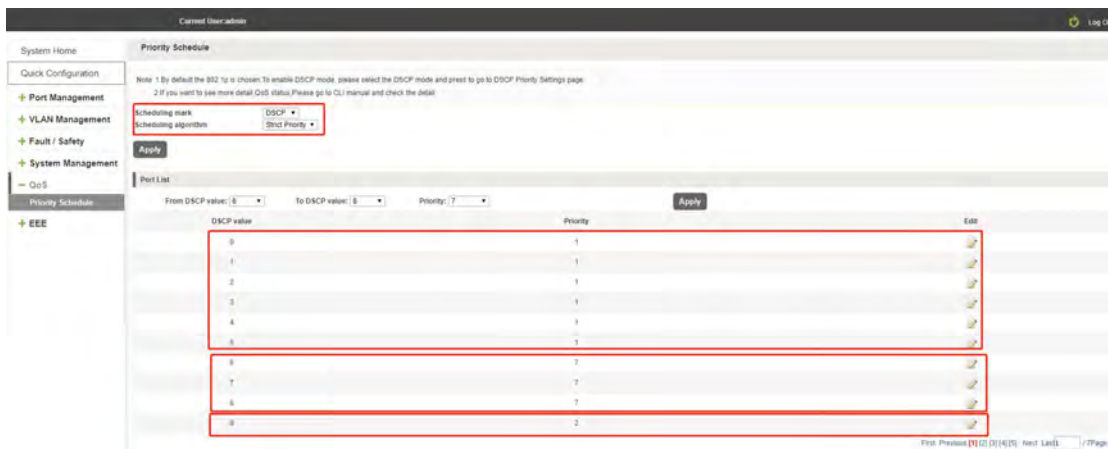 Current User:admin
Log O
System Home
Quick Configuration
+ Port Management
+ VLAN Management
+ Fault / Safety
+ System Management
- QoS
Priority Schedule
+ EEE
Priority Schedule
Note: 1.By default the 802.1p is chosen.To enable DSCP mode, please select the DSCP mode and press to go to DSCP Priority Settings page.
2.If you want to see more detail QoS status,Please go to CLI manual and check the detail.
Scheduling mark DSCP
Scheduling algorithm Strict Priority
Apply
Port List
From DSCP value: 6 To DSCP value: 8 Priority: 7 Apply
DSCP value Priority Edit
0 1
1 1
2 1
3 1
4 1
5 1
6 7
7 7
8 7
9 2
First Previous [1] [2] [3] [4] [5] Next Last 1 / 7Page